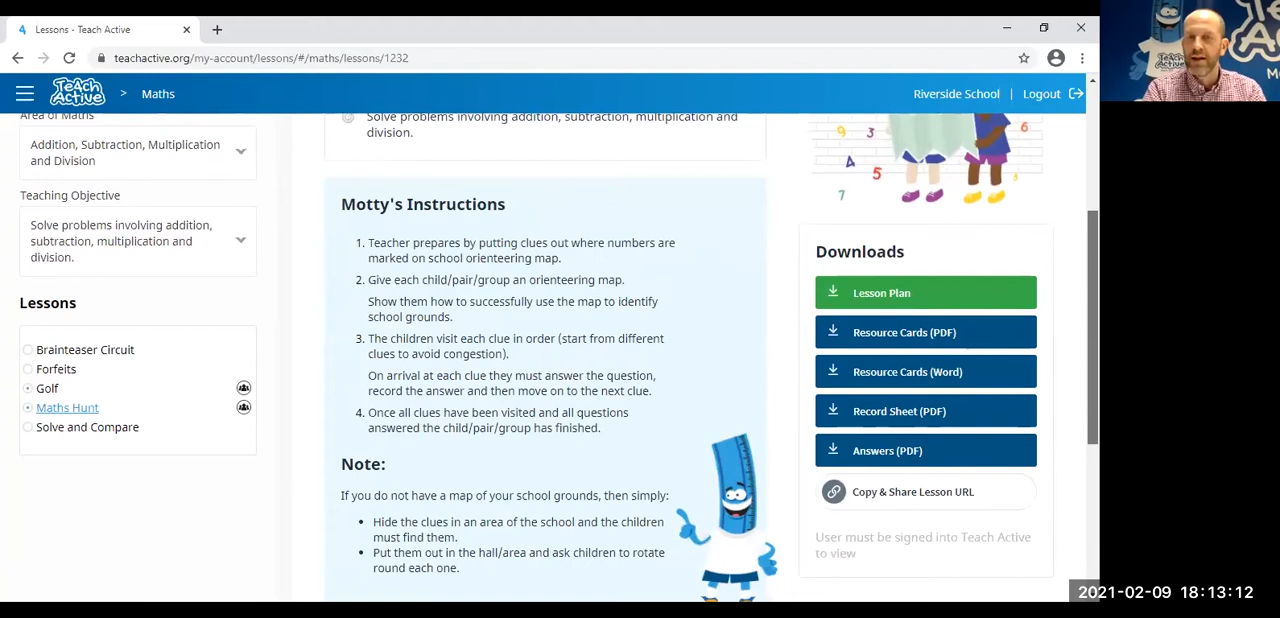 Lessons - Teach Active
teachactive.org/my-account/lessons/#/maths/lessons/1232
TEACH
ACTIVE
> Maths
Riverside School | Logout
Area of Maths
Addition, Subtraction, Multiplication
and Division
Teaching Objective
Solve problems involving addition,
subtraction, multiplication and
division.
Lessons
Brainteaser Circuit
Forfeits
Golf
Maths Hunt
Solve and Compare
Solve problems involving addition, subtraction, multiplication and
division.
Motty's Instructions
1. Teacher prepares by putting clues out where numbers are
marked on school orienteering map.
2. Give each child/pair/group an orienteering map.
Show them how to successfully use the map to identify
school grounds.
3. The children visit each clue in order (start from different
clues to avoid congestion).
On arrival at each clue they must answer the question,
record the answer and then move on to the next clue.
4. Once all clues have been visited and all questions
answered the child/pair/group has finished.
Note:
If you do not have a map of your school grounds, then simply:
• Hide the clues in an area of the school and the children
must find them.
• Put them out in the hall/area and ask children to rotate
round each one.
9 3 6
4 5
7
Downloads
Lesson Plan
Resource Cards (PDF)
Resource Cards (Word)
Record Sheet (PDF)
Answers (PDF)
Copy & Share Lesson URL
User must be signed into Teach Active
to view
2021-02-09 18:13:12